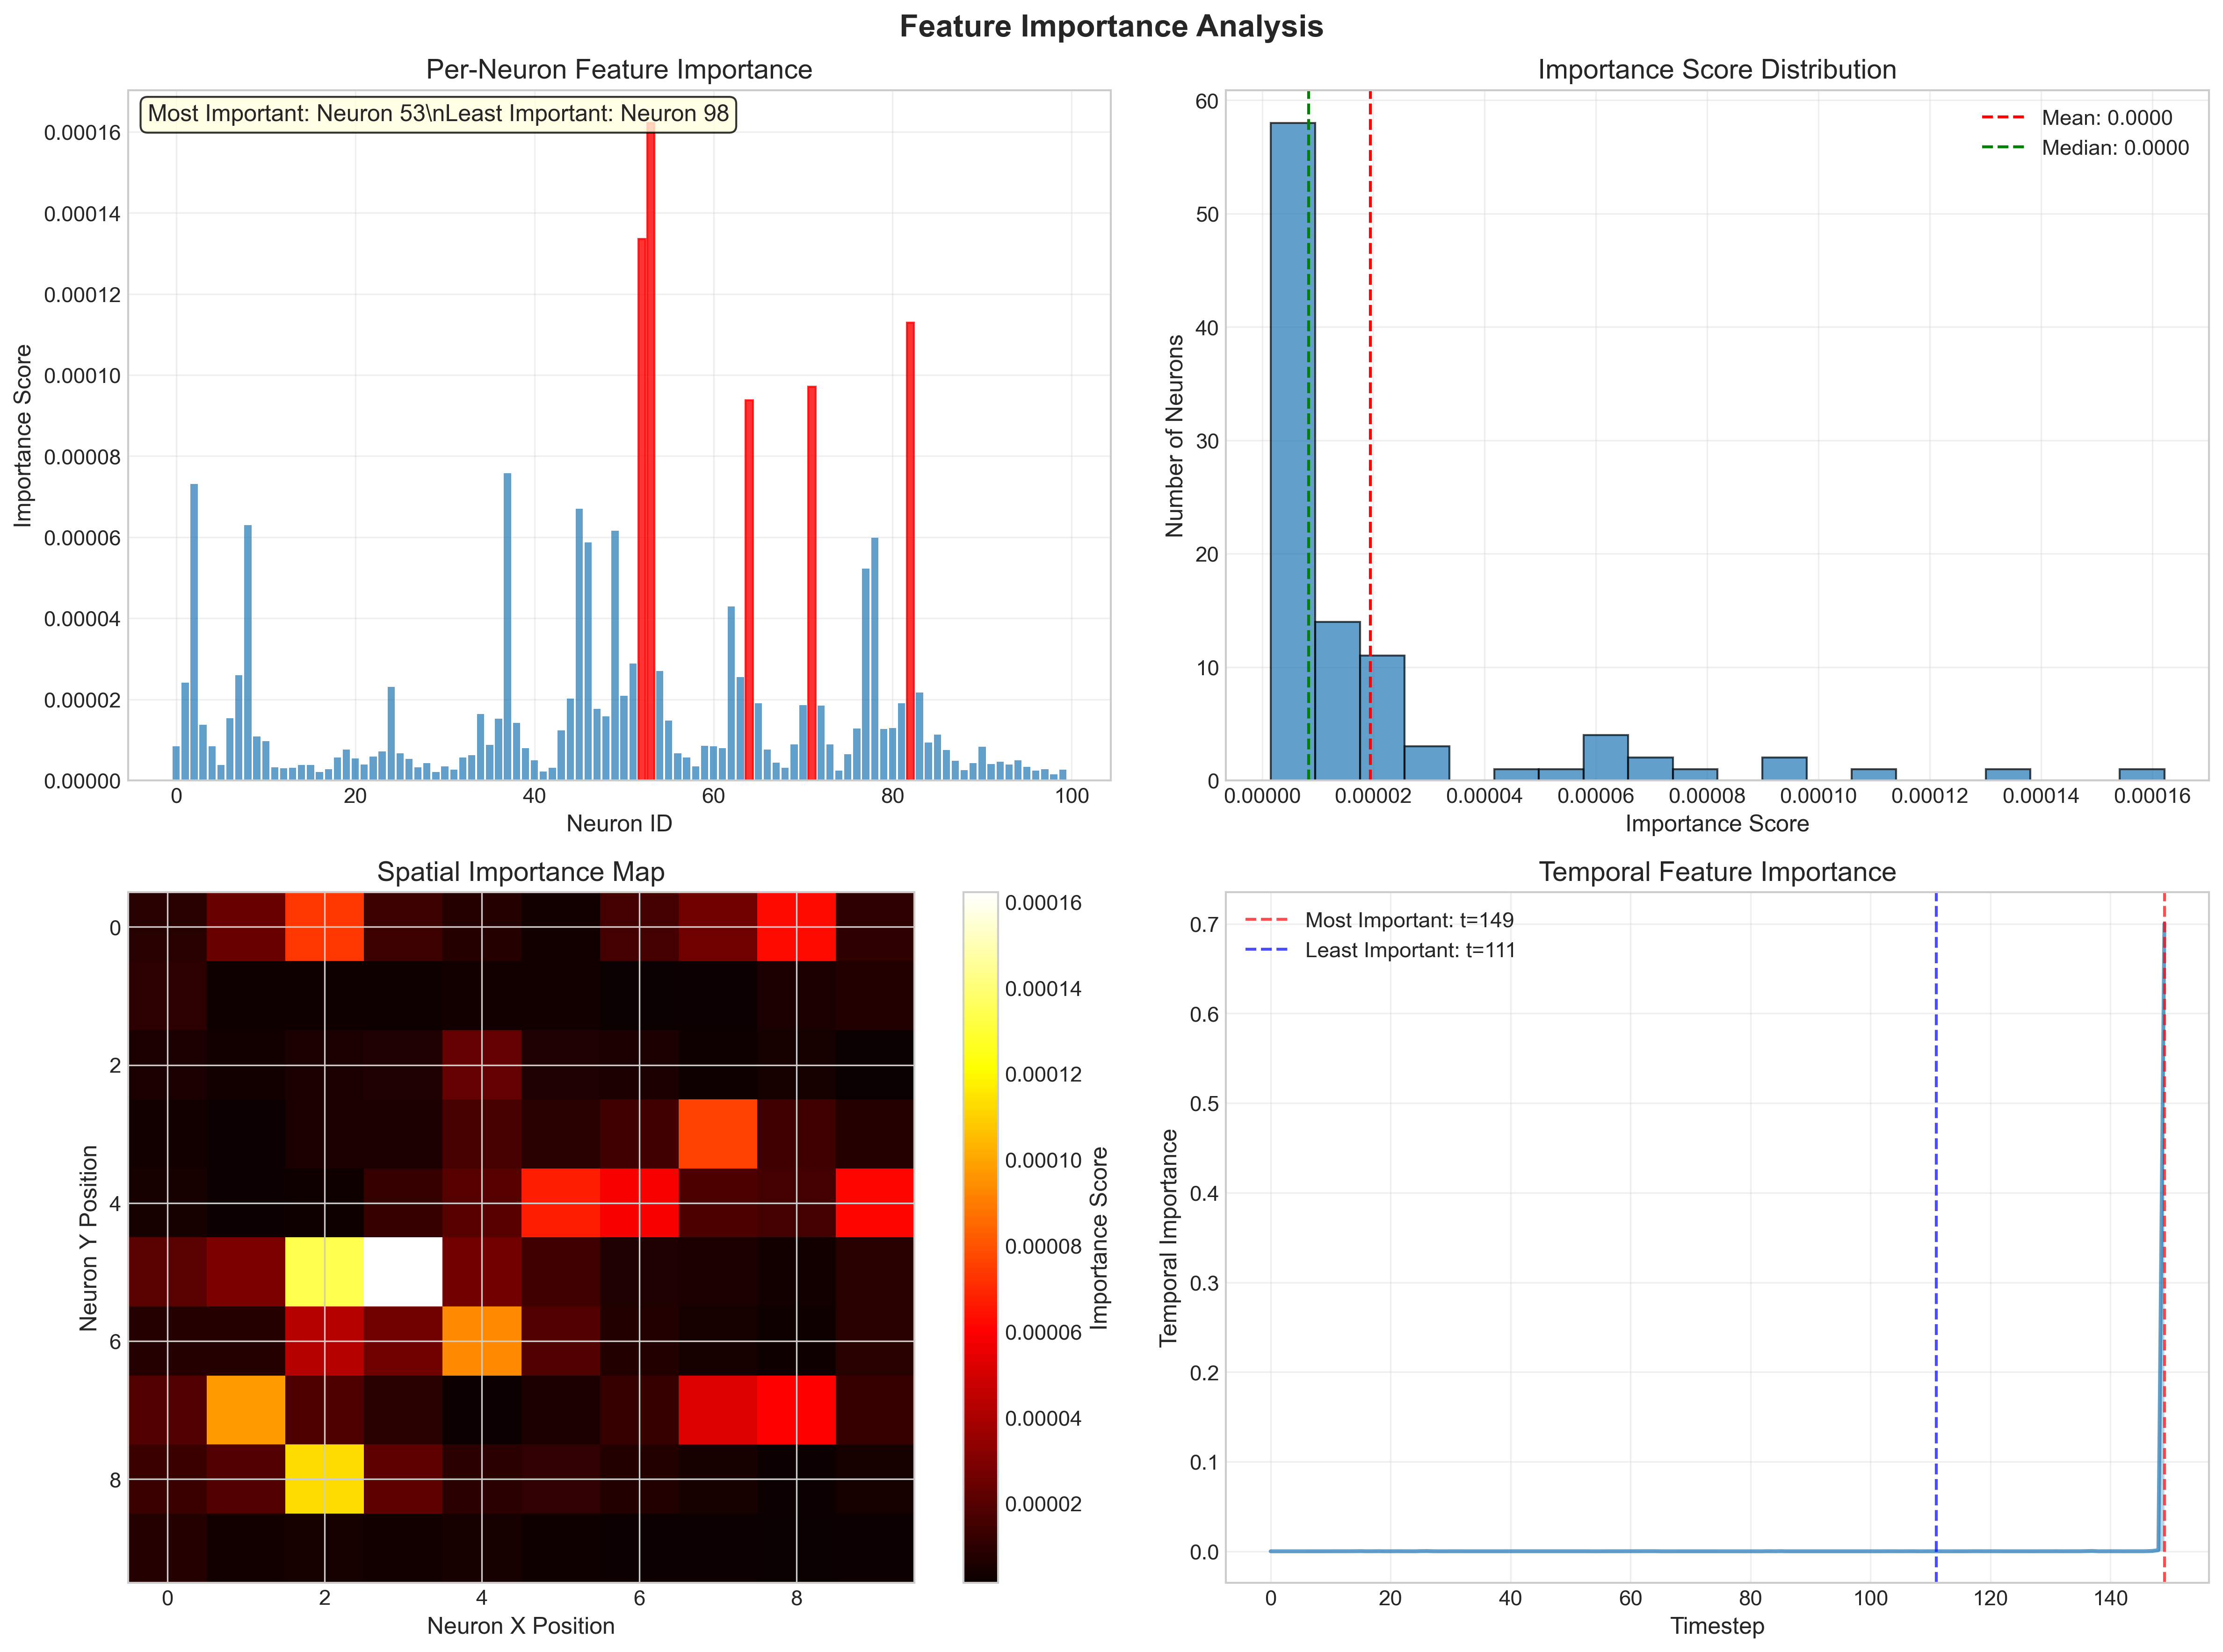 Feature Importance Analysis
Per-Neuron Feature Importance
Most Important: Neuron 53\nLeast Important: Neuron 98
Importance Score
0.00016
0.00014
0.00012
0.00010
0.00008
0.00006
0.00004
0.00002
0.00000
0 20 40 60 80 100
Neuron ID
Importance Score Distribution
Mean: 0.0000
Median: 0.0000
Number of Neurons
60
50
40
30
20
10
0
0.00000 0.00002 0.00004 0.00006 0.00008 0.00010 0.00012 0.00014 0.00016
Importance Score
Spatial Importance Map
Neuron Y Position
0
2
4
6
8
0 2 4 6 8
Neuron X Position
0.00016
0.00014
0.00012
0.00010
0.00008
0.00006
0.00004
0.00002
Importance Score
Temporal Feature Importance
Most Important: t=149
Least Important: t=111
Temporal Importance
0.7
0.6
0.5
0.4
0.3
0.2
0.1
0.0
0 20 40 60 80 100 120 140
Timestep